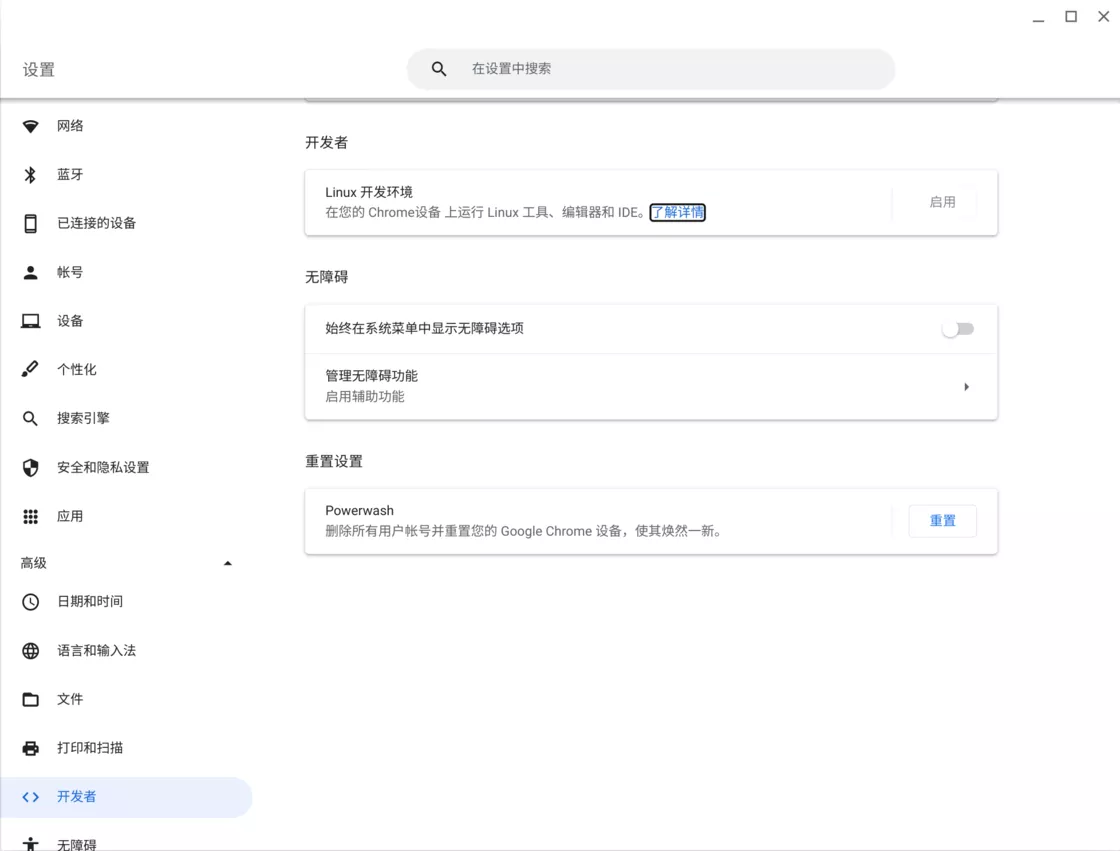 设置
在设置中搜索
网络
蓝牙
已连接的设备
帐号
设备
个性化
搜索引擎
安全和隐私设置
应用
高级
日期和时间
语言和输入法
文件
打印和扫描
开发者
无障碍
开发者
Linux 开发环境
在您的 Chrome设备 上运行 Linux 工具、编辑器和 IDE。了解详情
启用
无障碍
始终在系统菜单中显示无障碍选项
管理无障碍功能
启用辅助功能
重置设置
Powerwash
删除所有用户帐号并重置您的 Google Chrome 设备，使其焕然一新。
重置